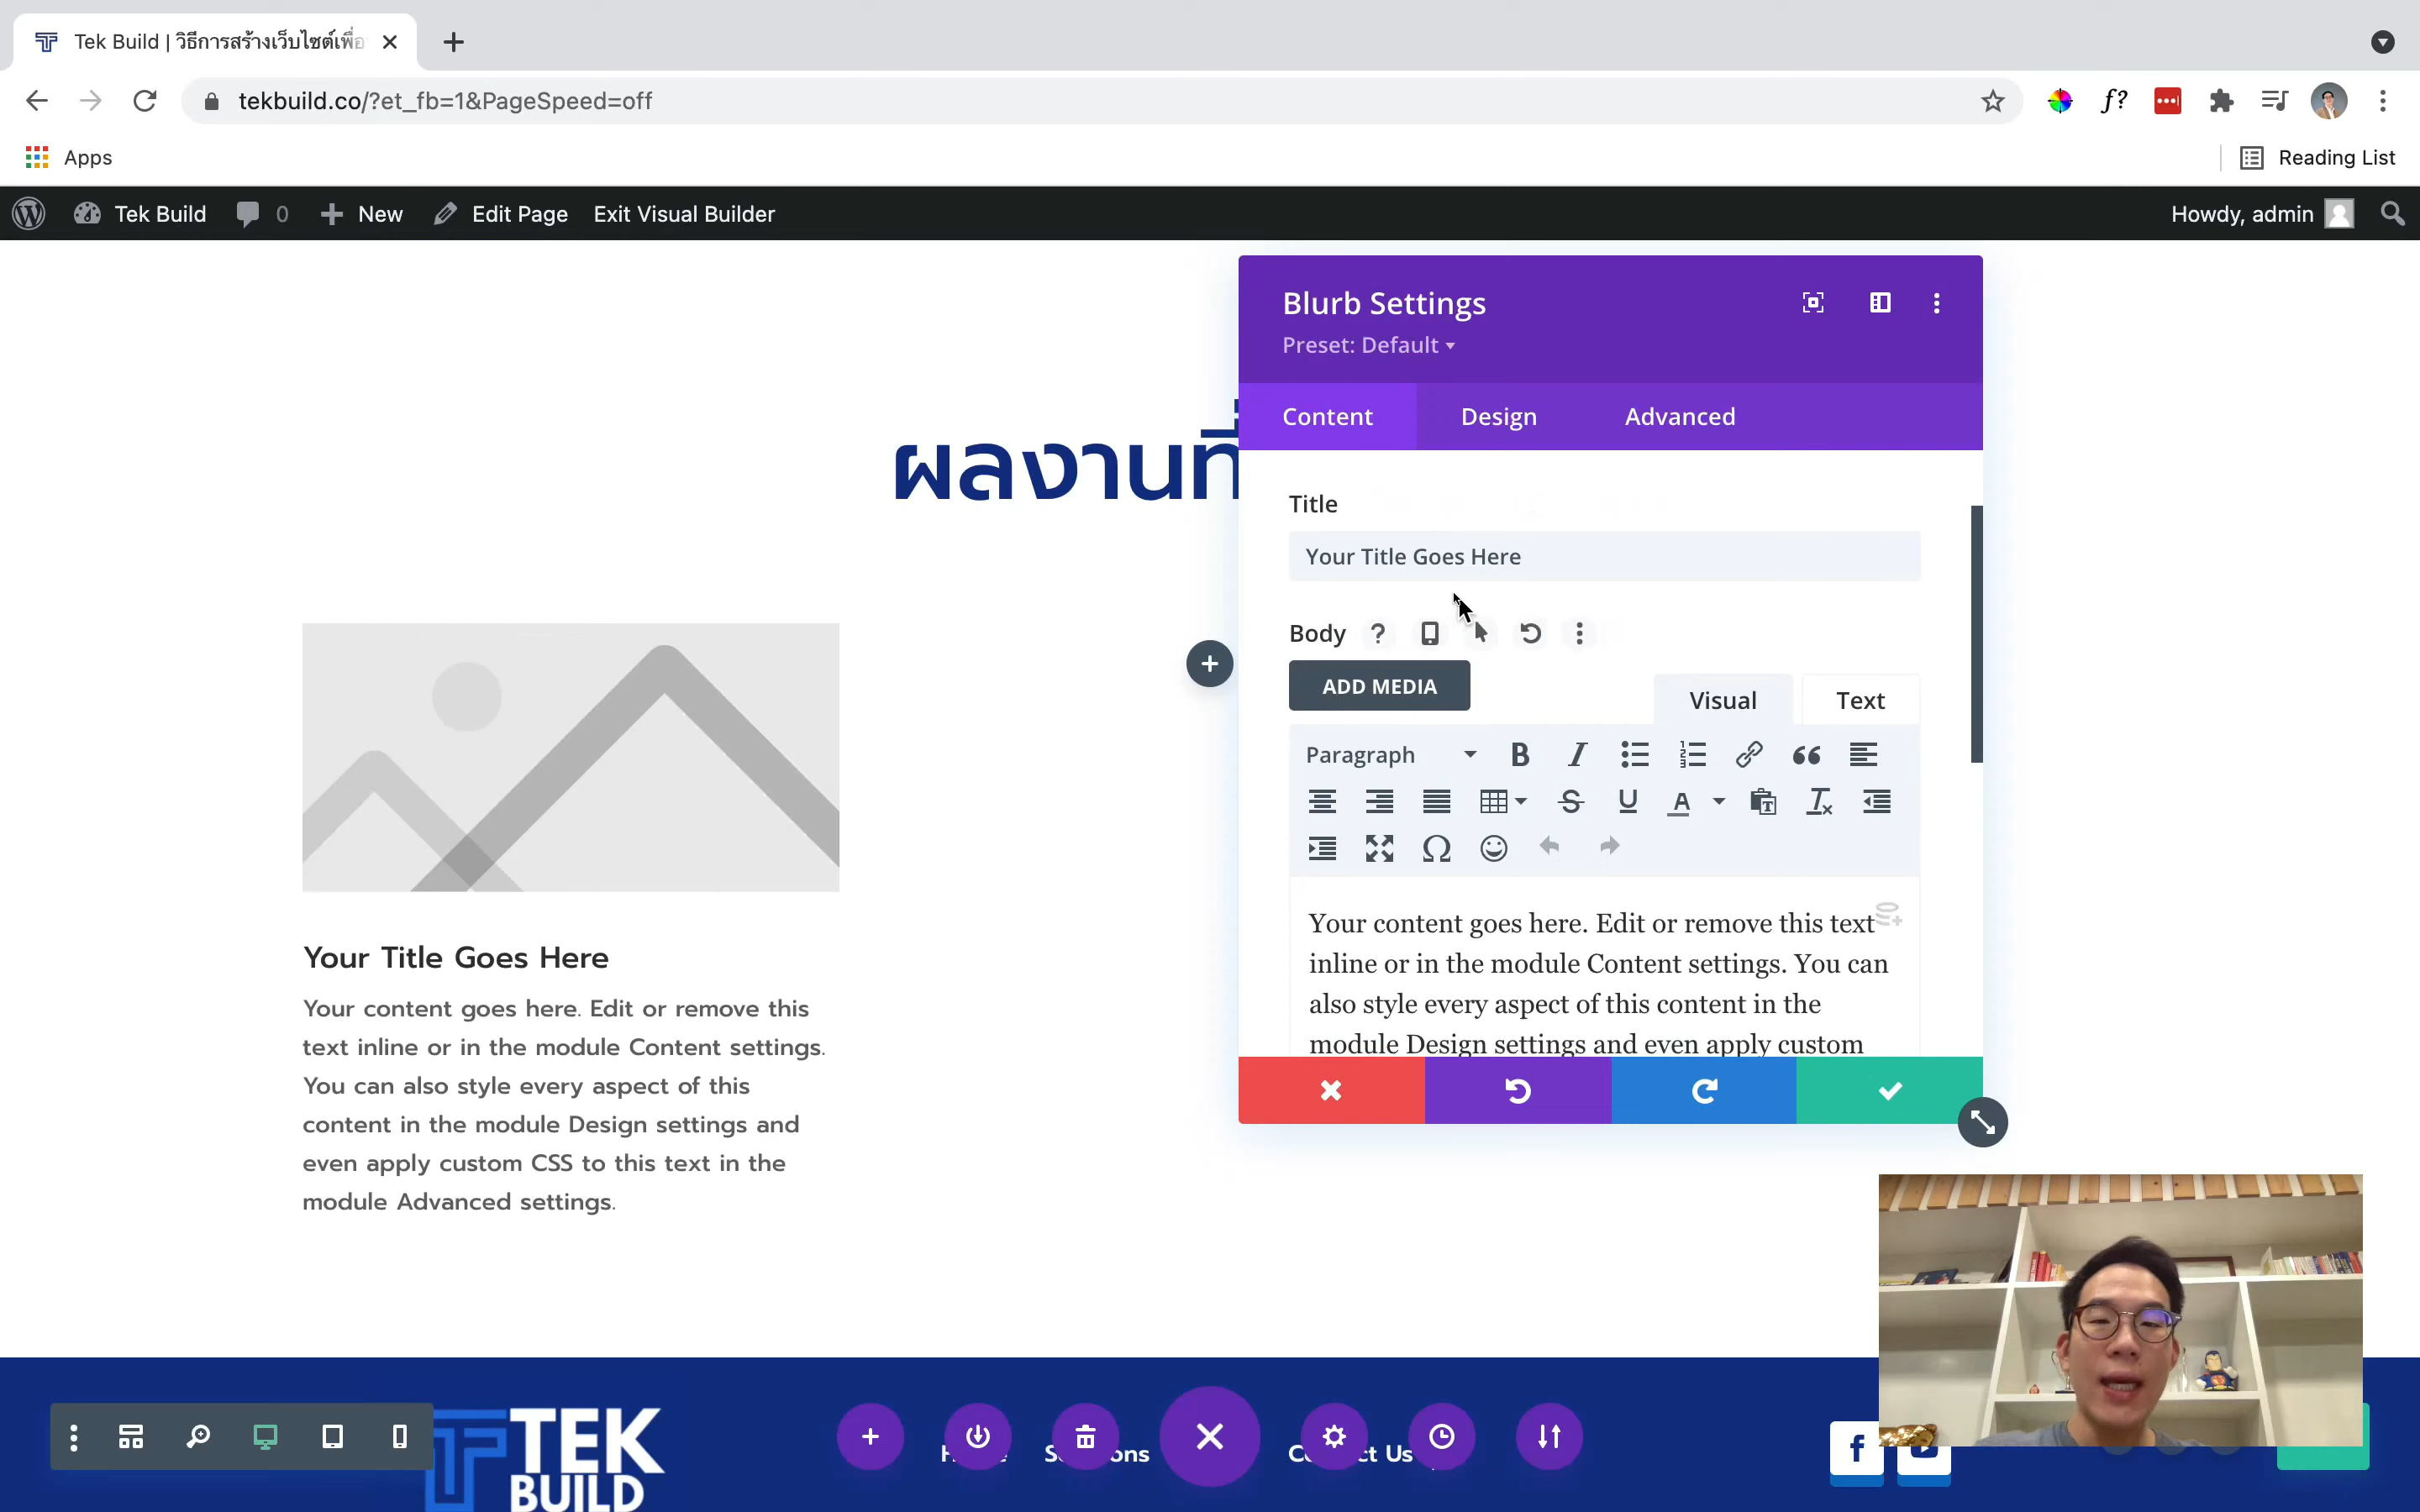 Tek Build | วิธีการสร้างเว็บไซต์เพื่อ
tekbuild.co/?et_fb=1&PageSpeed=off
f?
Apps
Reading List
Tek Build
0
New
Edit Page
Exit Visual Builder
Howdy, admin
Blurb Settings
Preset: Default
Content
Design
Advanced
Title
Your Title Goes Here
Body
ADD MEDIA
Visual
Text
Paragraph
Your content goes here. Edit or remove this text
inline or in the module Content settings. You can
also style every aspect of this content in the
module Design settings and even apply custom
Your Title Goes Here
Your content goes here. Edit or remove this
text inline or in the module Content settings.
You can also style every aspect of this
content in the module Design settings and
even apply custom CSS to this text in the
module Advanced settings.
TEK
BUILD